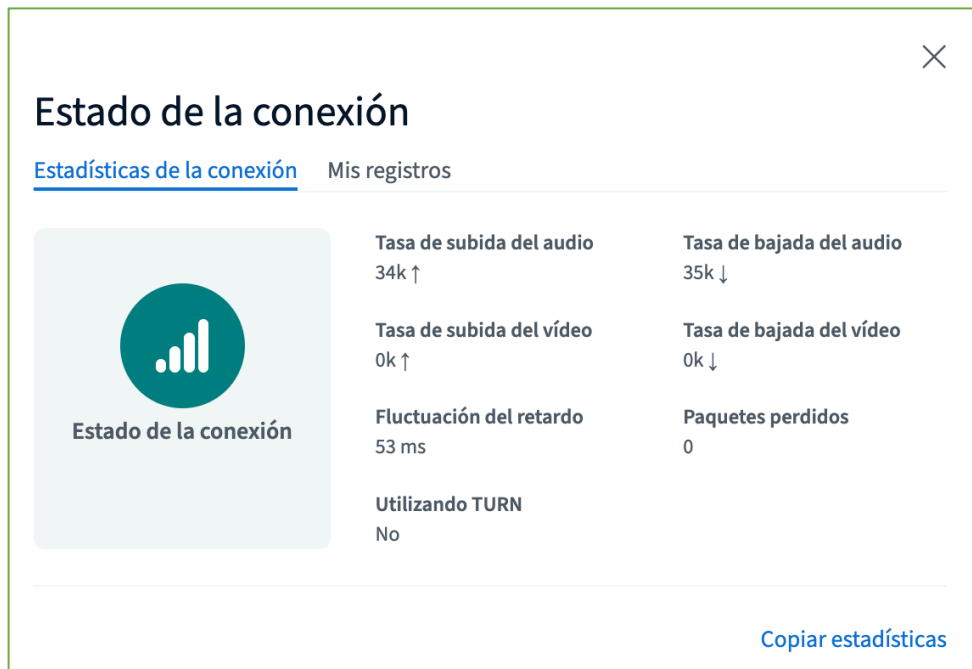 Estado de la conexión
Estadísticas de la conexión Mis registros
Estado de la conexión
Tasa de subida del audio
34k ↑
Tasa de bajada del audio
35k ↓
Tasa de subida del vídeo
0k ↑
Tasa de bajada del vídeo
0k ↓
Fluctuación del retardo
53 ms
Paquetes perdidos
0
Utilizando TURN
No
Copiar estadísticas